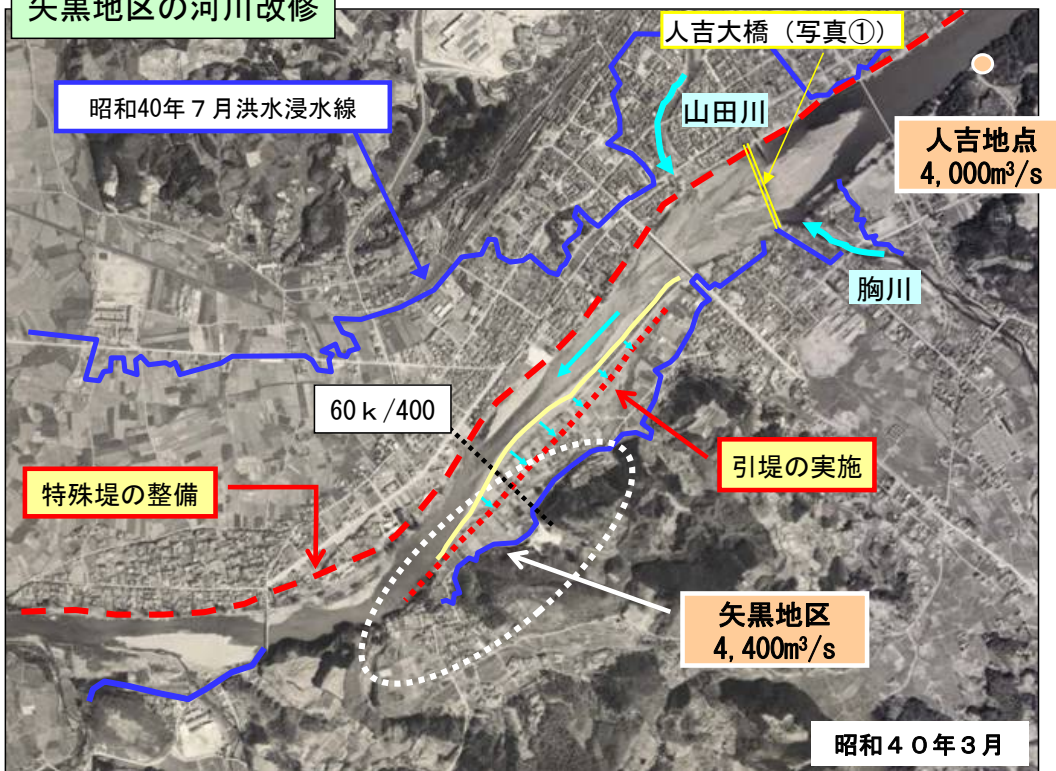 矢黒地区の河川改修
人吉大橋（写真①）
昭和40年７月洪水浸水線
山田川
人吉地点
4,000m³/s
胸川
60ｋ/400
引堤の実施
特殊堤の整備
矢黒地区
4,400m³/s
昭和４０年３月